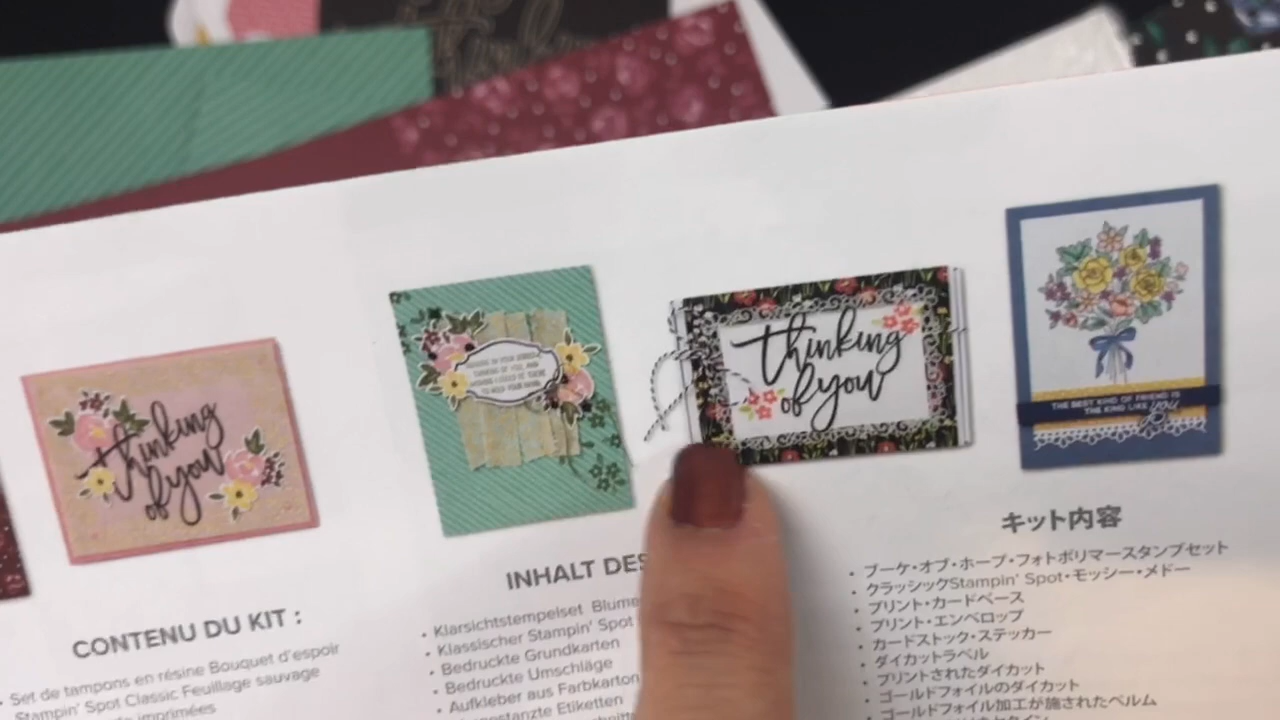 thinking
of you
THINKING OF YOU, AND
thinking
of you
THE BEST KIND OF FRIEND IS
THE KIND LIKE you
CONTENU DU KIT :
• Set de tampons en résine Bouquet d'espoir
Stampin' Spot Classic Feuillage sauvage
imprimées
INHALT DES
• Klarsichtstempelset
• Klassischer Stampin' Spot
• Bedruckte Grundkarten
• Bedruckte Umschläge
• Aufkleber aus Farbkarton
Etiketten
キット内容
• ブーケ・オブ・ホープ・フォトポリマースタンプセット
• クラッシックStampin' Spot・モッシー・メドー
• プリント・カードベース
• プリント・エンベロップ
• カードストック・ステッカー
• ダイカットラベル
• プリントされたダイカット
• ゴールドフォイルのダイカット
• ゴールドフォイル加工が施されたベルム